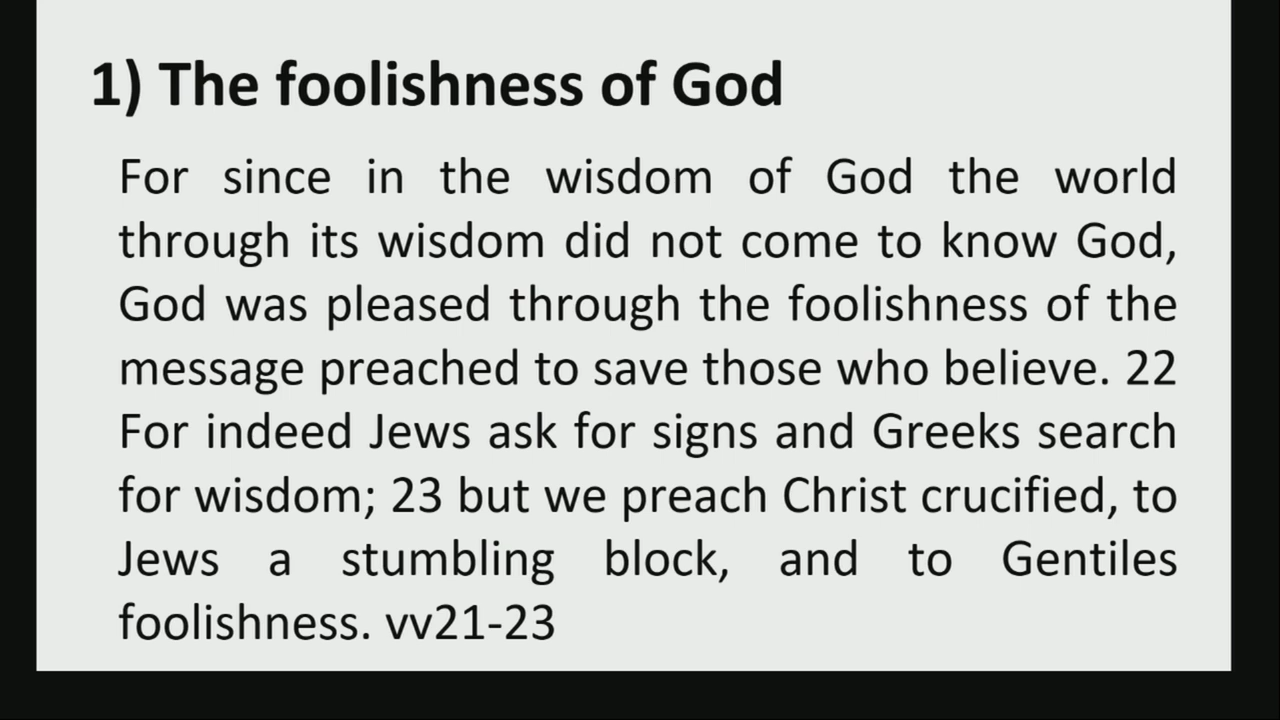 1) The foolishness of God
For since in the wisdom of God the world
through its wisdom did not come to know God,
God was pleased through the foolishness of the
message preached to save those who believe. 22
For indeed Jews ask for signs and Greeks search
for wisdom; 23 but we preach Christ crucified, to
Jews a stumbling block, and to Gentiles
foolishness. vv21-23